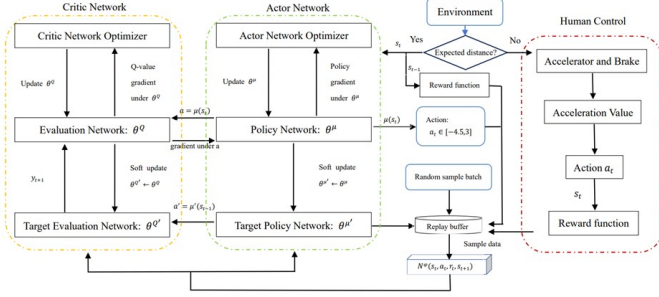 Critic Network
Actor Network
Environment
Human Control
Critic Network Optimizer
Actor Network Optimizer
s_t
Yes
Expected distance?
No
s_{t-1}
Accelerator and Brake
Update θ^Q
Q-value
gradient
under θ^Q
Update θ^μ
Policy
gradient
under θ^μ
Reward function
a = μ(s_t)
μ(s_t)
Action:
a_t ∈ [−4.5,3]
Acceleration Value
Evaluation Network: θ^Q
Policy Network: θ^μ
gradient under a
y_{t+1}
Soft update
θ^{Q'} ← θ^Q
Soft update
θ^{μ'} ← θ^μ
Random sample batch
Action a_t
s_t
a' = μ'(s_{t-1})
Target Evaluation Network: θ^{Q'}
Target Policy Network: θ^{μ'}
Replay buffer
Reward function
Sample data
N*(s_t, a_t, r_t, s_{t+1})